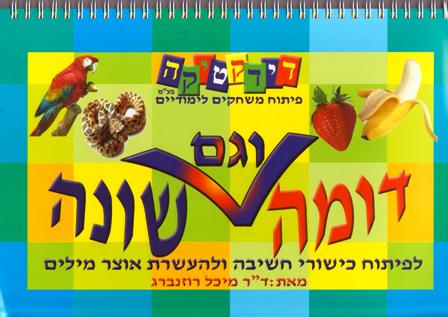 דידקטיקה בע"מ
פיתוח משחקים לימודיים
דומה וגם שונה
לפיתוח כישורי חשיבה ולהעשרת אוצר מילים
מאת: ד"ר מיכל רוזנברג